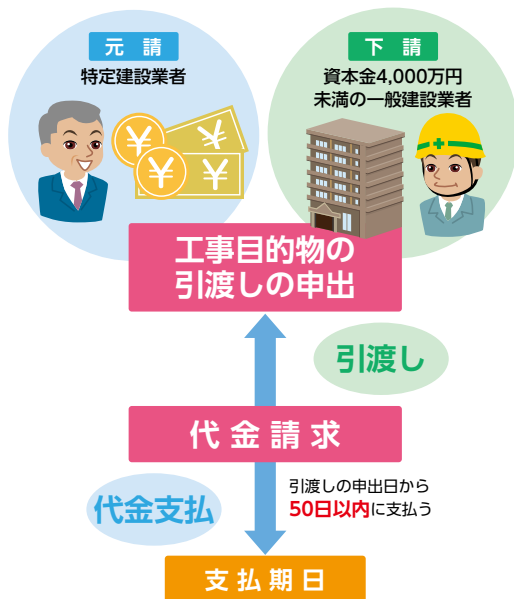 元 請
特定建設業者
下 請
資本金4,000万円
未満の一般建設業者
¥
¥
¥
¥
工事目的物の
引渡しの申出
引渡し
代 金 請 求
代金支払
引渡しの申出日から
50日以内に支払う
支 払 期 日